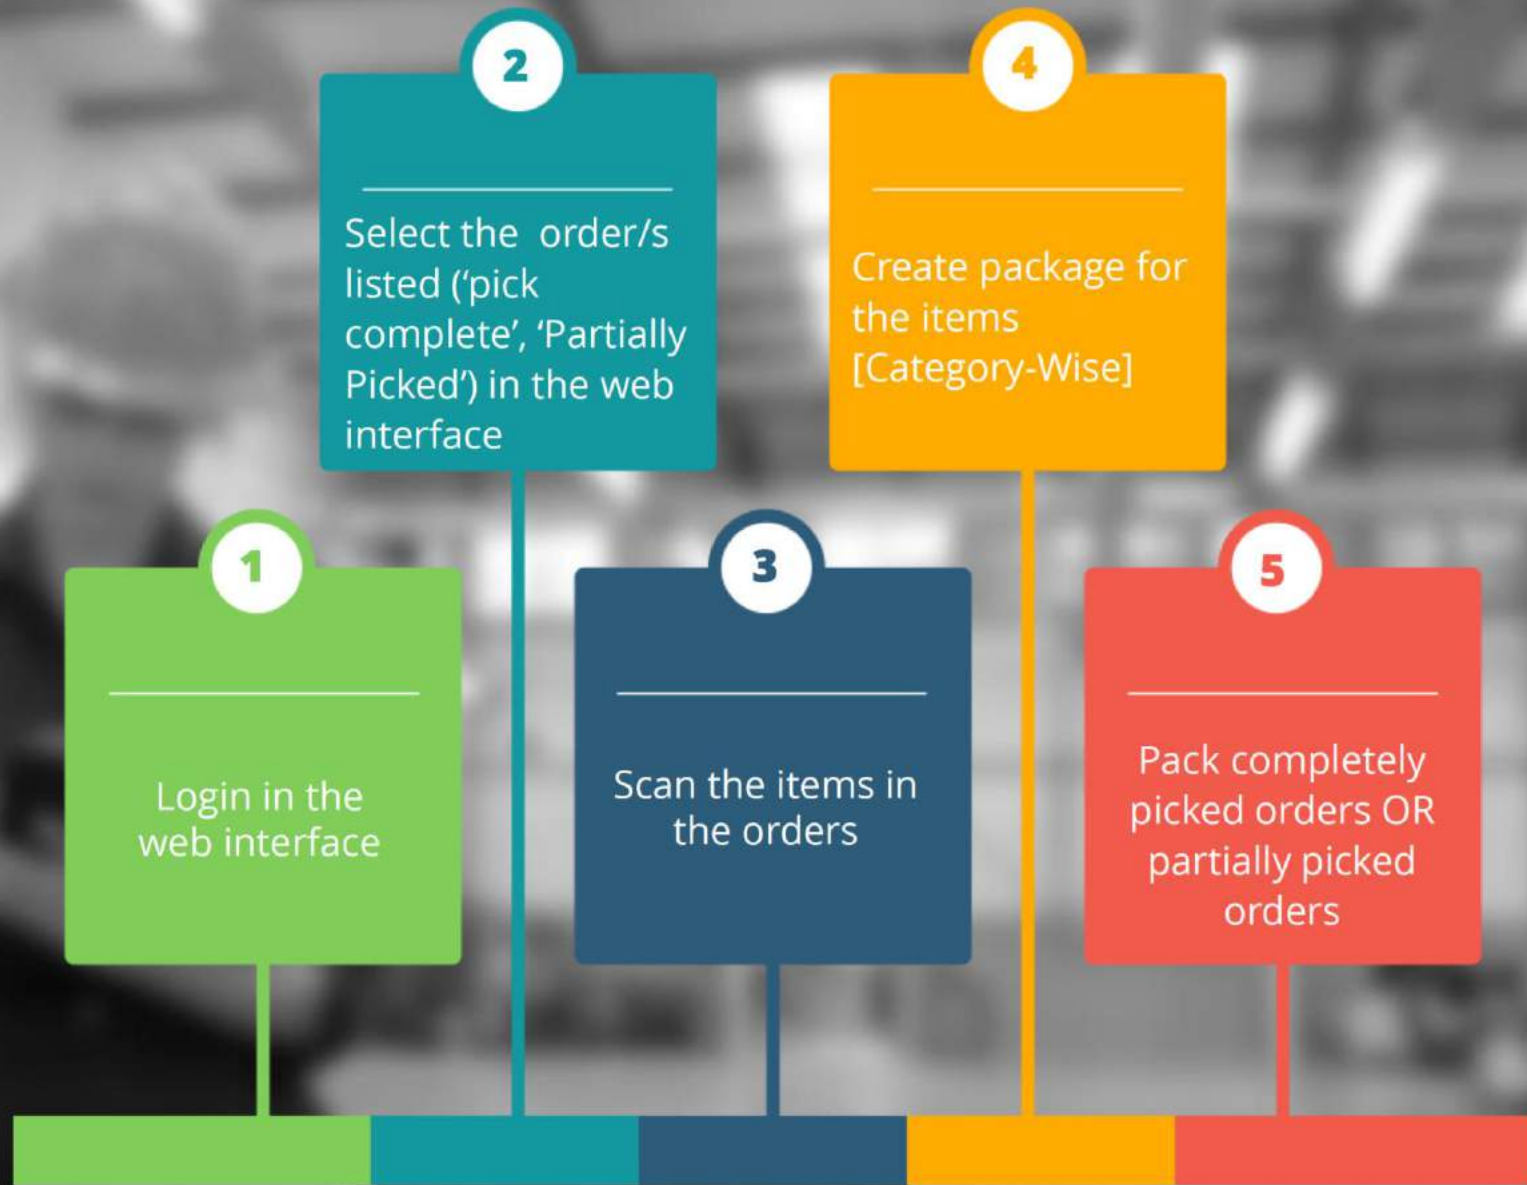 1
Login in the
web interface
2
Select the order/s
listed (‘pick
complete’, ‘Partially
Picked’) in the web
interface
3
Scan the items in
the orders
4
Create package for
the items
[Category-Wise]
5
Pack completely
picked orders OR
partially picked
orders